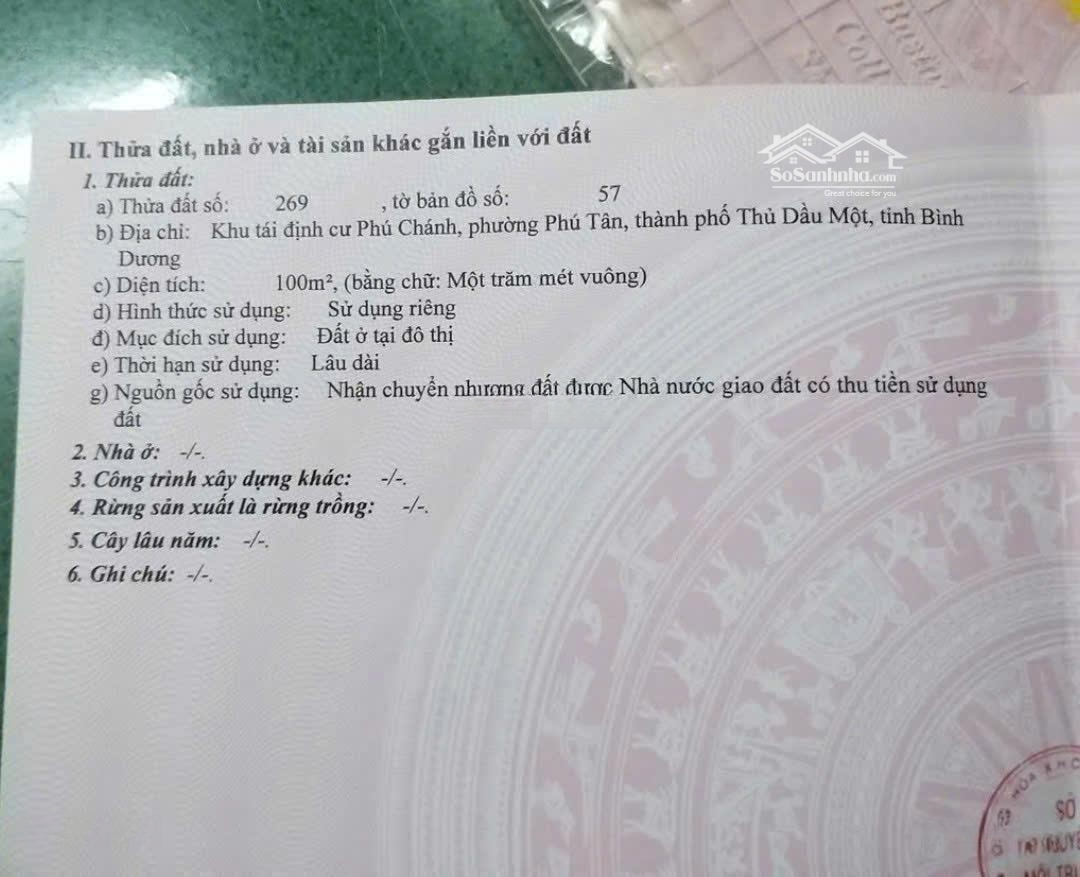 SoSanhnha.com
Great choice for you
II. Thửa đất, nhà ở và tài sản khác gắn liền với đất
1. Thửa đất:
a) Thửa đất số: 269 , tờ bản đồ số: 57
b) Địa chỉ: Khu tái định cư Phú Chánh, phường Phú Tân, thành phố Thủ Dầu Một, tỉnh Bình
Dương
c) Diện tích: 100m², (bằng chữ: Một trăm mét vuông)
d) Hình thức sử dụng: Sử dụng riêng
đ) Mục đích sử dụng: Đất ở tại đô thị
e) Thời hạn sử dụng: Lâu dài
g) Nguồn gốc sử dụng: Nhận chuyển nhượng đất được Nhà nước giao đất có thu tiền sử dụng
đất
2. Nhà ở: -/-.
3. Công trình xây dựng khác: -/-.
4. Rừng sản xuất là rừng trồng: -/-.
5. Cây lâu năm: -/-.
6. Ghi chú: -/-.
SỞ